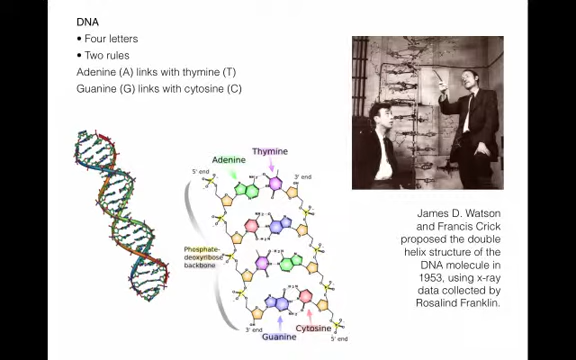 DNA
• Four letters
• Two rules
Adenine (A) links with thymine (T)
Guanine (G) links with cytosine (C)
Thymine
Adenine
5' end
3' end
Phosphate-
deoxyribose
backbone
Cytosine
Guanine
5' end
James D. Watson
and Francis Crick
proposed the double
helix structure of the
DNA molecule in
1953, using x-ray
data collected by
Rosalind Franklin.